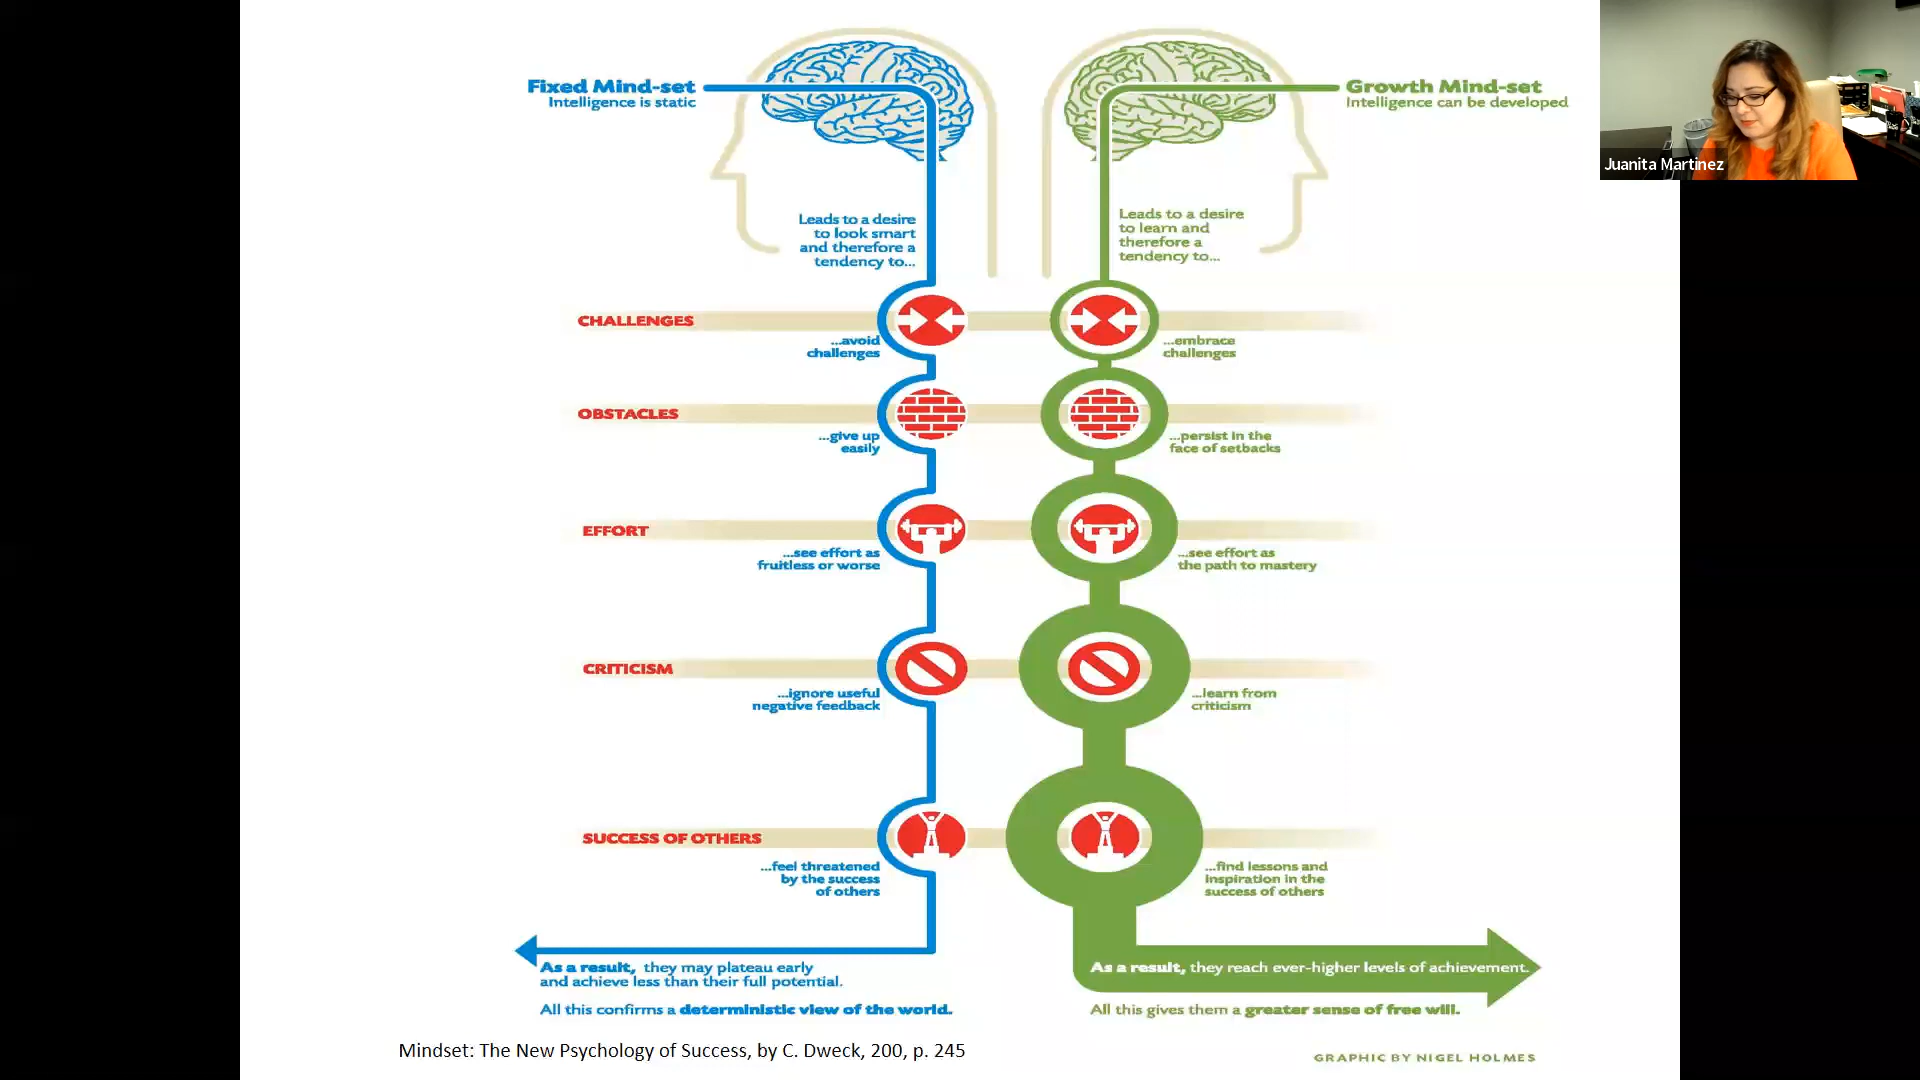 Fixed Mind-set
Intelligence is static
Growth Mind-set
Intelligence can be developed
Juanita Martinez
Leads to a desire
to look smart
and therefore a
tendency to...
Leads to a desire
to learn and
therefore a
tendency to...
CHALLENGES
...avoid
challenges
...embrace
challenges
OBSTACLES
...give up
easily
...persist in the
face of setbacks
EFFORT
...see effort as
fruitless or worse
...see effort as
the path to mastery
CRITICISM
...ignore useful
negative feedback
...learn from
criticism
SUCCESS OF OTHERS
...feel threatened
by the success
of others
...find lessons and
inspiration in the
success of others
As a result, they may plateau early
and achieve less than their full potential.
All this confirms a deterministic view of the world.
As a result, they reach ever-higher levels of achievement.
All this gives them a greater sense of free will.
Mindset: The New Psychology of Success, by C. Dweck, 200, p. 245
GRAPHIC BY NIGEL HOLMES